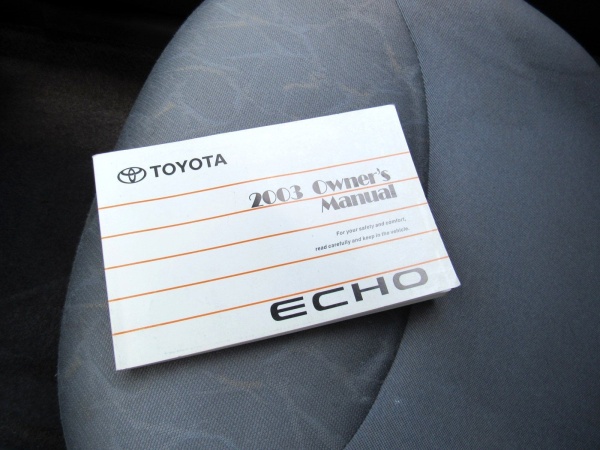 TOYOTA
2003 Owner's
Manual
For your safety and comfort,
read carefully and keep in the vehicle.
ECHO